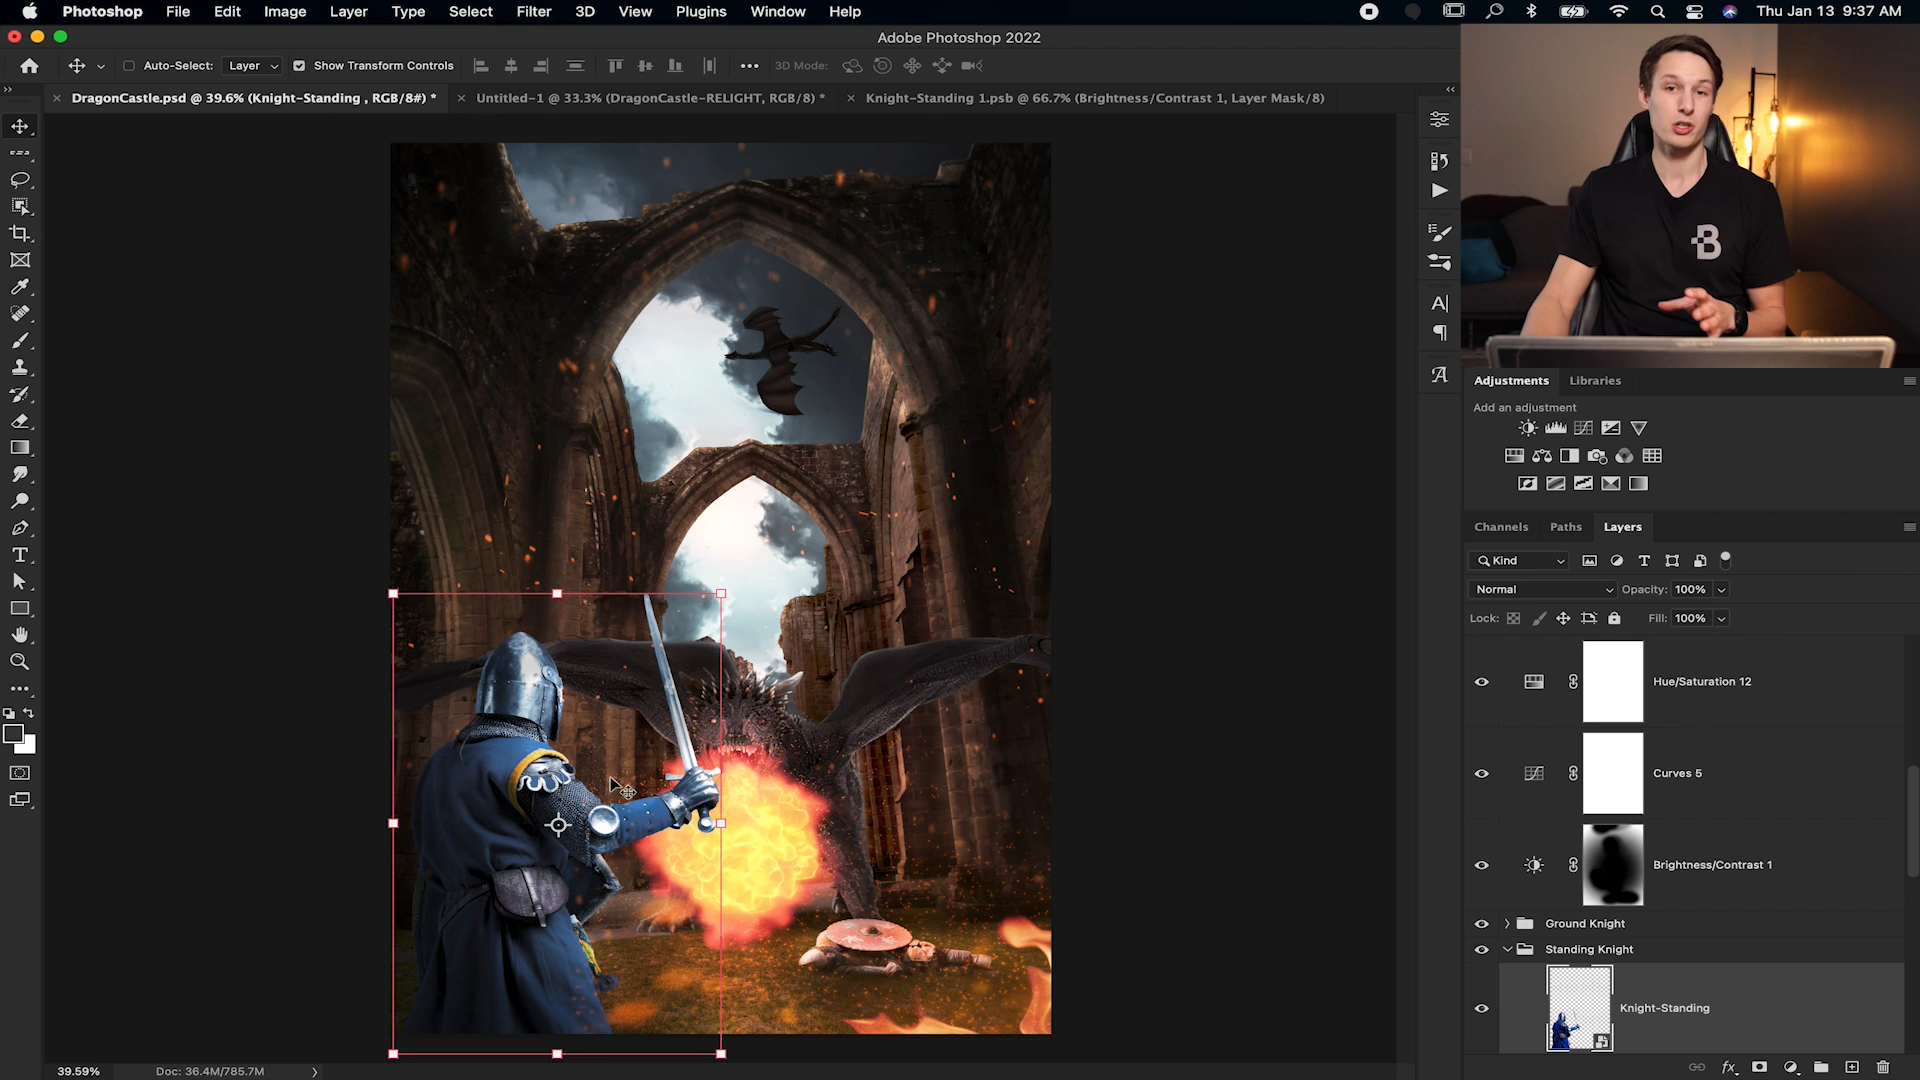 Photoshop File Edit Image Layer Type Select Filter 3D View Plugins Window Help Thu Jan 13 9:37 AM
Adobe Photoshop 2022
Auto-Select: Layer Show Transform Controls 3D Mode:
DragonCastle.psd @ 39.6% (Knight-Standing , RGB/8#) * Untitled-1 @ 33.3% (DragonCastle-RELIGHT, RGB/8) * Knight-Standing 1.psb @ 66.7% (Brightness/Contrast 1, Layer Mask/8)
B
Adjustments Libraries
Add an adjustment
Channels Paths Layers
Kind
Normal Opacity: 100%
Lock: Fill: 100%
Hue/Saturation 12
Curves 5
Brightness/Contrast 1
Ground Knight
Standing Knight
Knight-Standing
39.59% Doc: 36.4M/785.7M